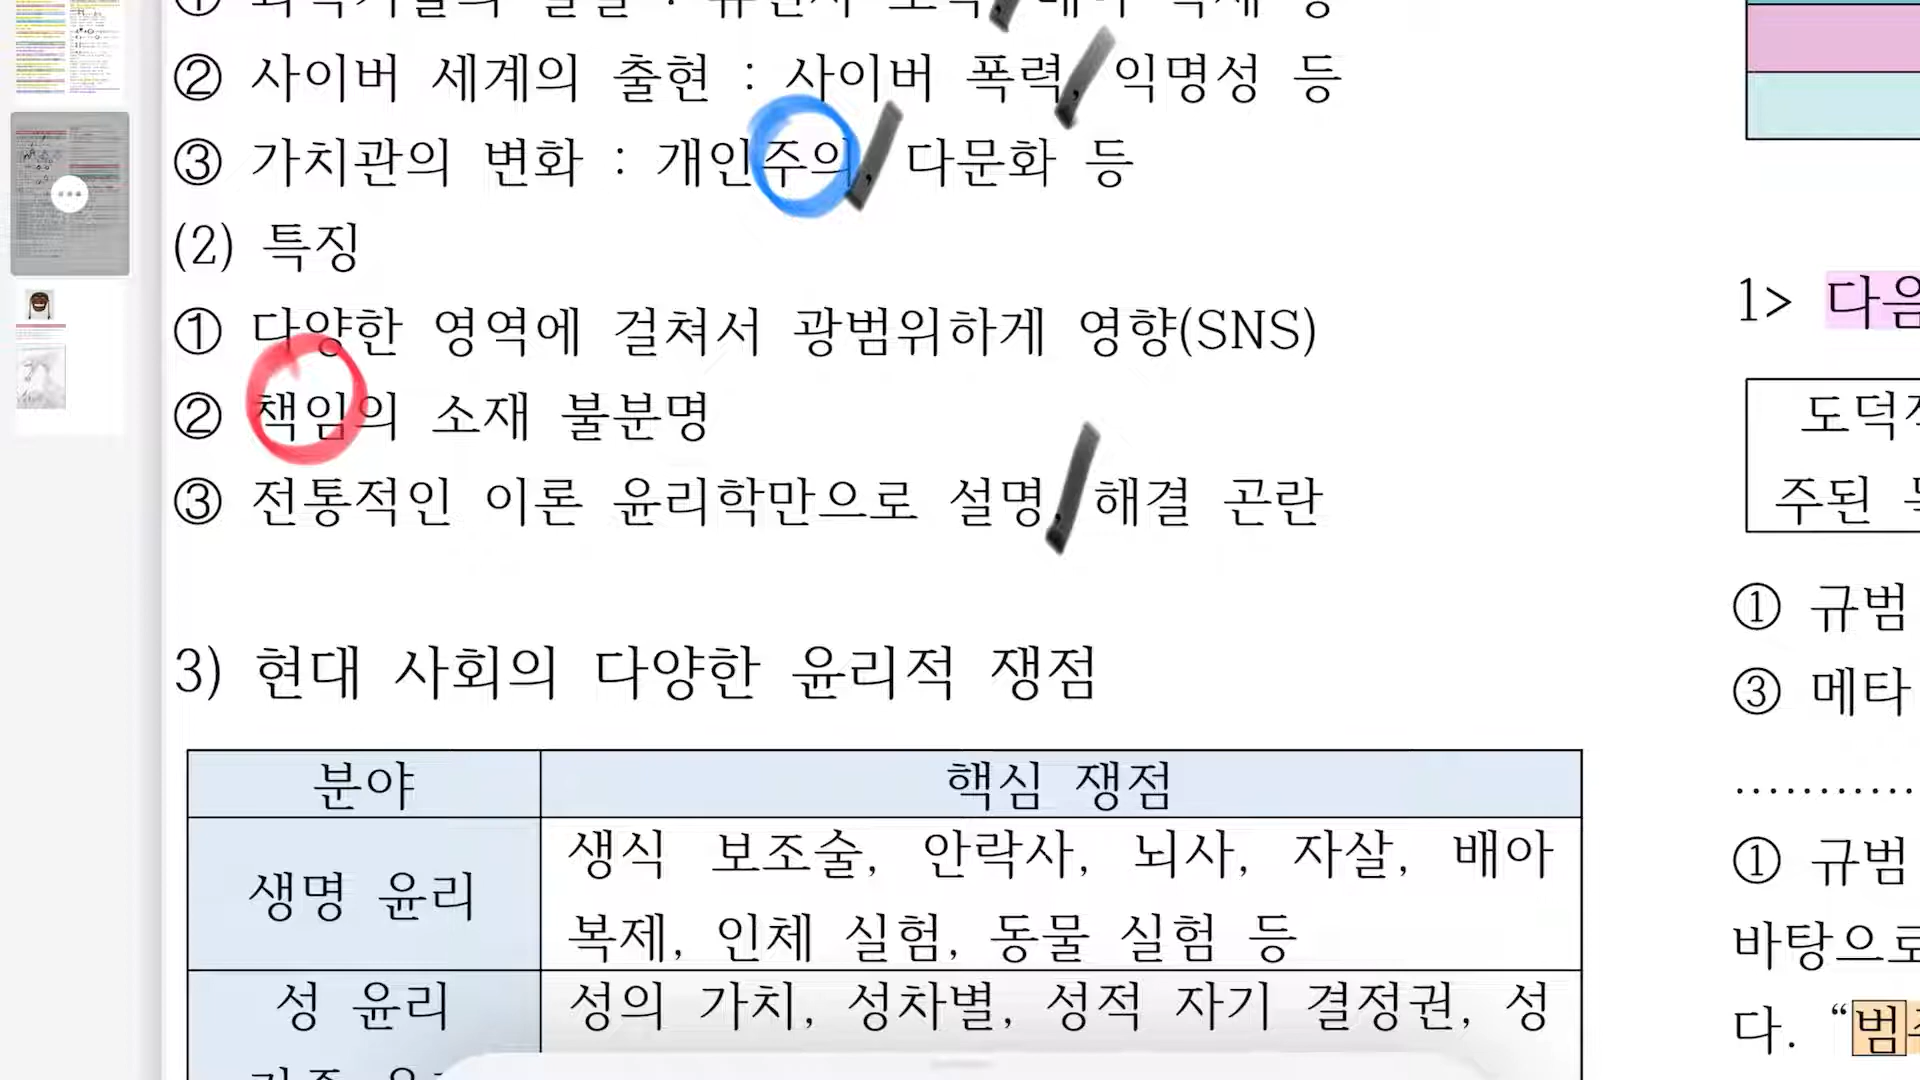 ② 사이버 세계의 출현 : 사이버 폭력, 익명성 등
③ 가치관의 변화 : 개인주의, 다문화 등
(2) 특징
① 다양한 영역에 걸쳐서 광범위하게 영향(SNS)
② 책임의 소재 불분명
③ 전통적인 이론 윤리학만으로 설명, 해결 곤란
3) 현대 사회의 다양한 윤리적 쟁점
분야 핵심 쟁점
생명 윤리
생식 보조술, 안락사, 뇌사, 자살, 배아
복제, 인체 실험, 동물 실험 등
성 윤리 성의 가치, 성차별, 성적 자기 결정권, 성
1> 다음
도덕
주된
① 규범
③ 메타
① 규범
바탕으로
다. “범